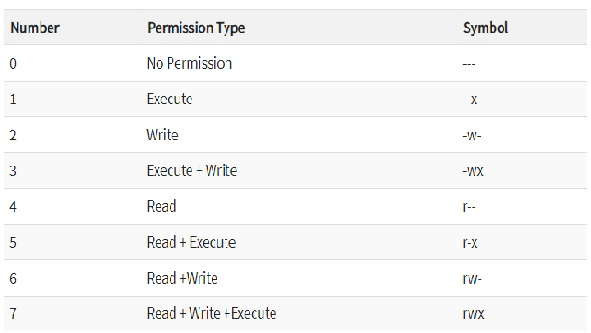 Number Permission Type Symbol
0 No Permission ---
1 Execute --x
2 Write -w-
3 Execute + Write -wx
4 Read r--
5 Read + Execute r-x
6 Read +Write rw-
7 Read + Write +Execute rwx